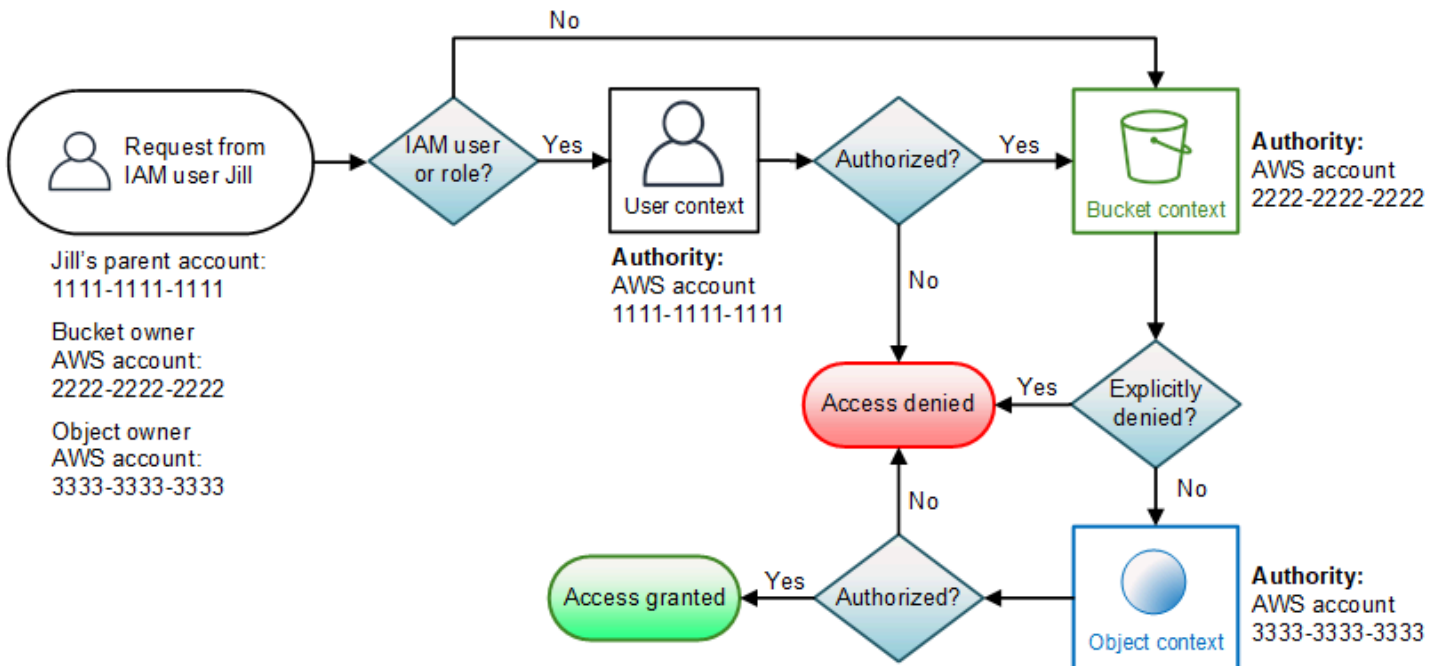 No
Request from
IAM user Jill
IAM user
or role?
Yes
User context
Authorized?
Yes
Bucket context
Authority:
AWS account
2222-2222-2222
Jill's parent account:
1111-1111-1111
Bucket owner
AWS account:
2222-2222-2222
Object owner
AWS account:
3333-3333-3333
Authority:
AWS account
1111-1111-1111
No
Access denied
Yes
Explicitly
denied?
No
No
Access granted
Yes
Authorized?
Object context
Authority:
AWS account
3333-3333-3333